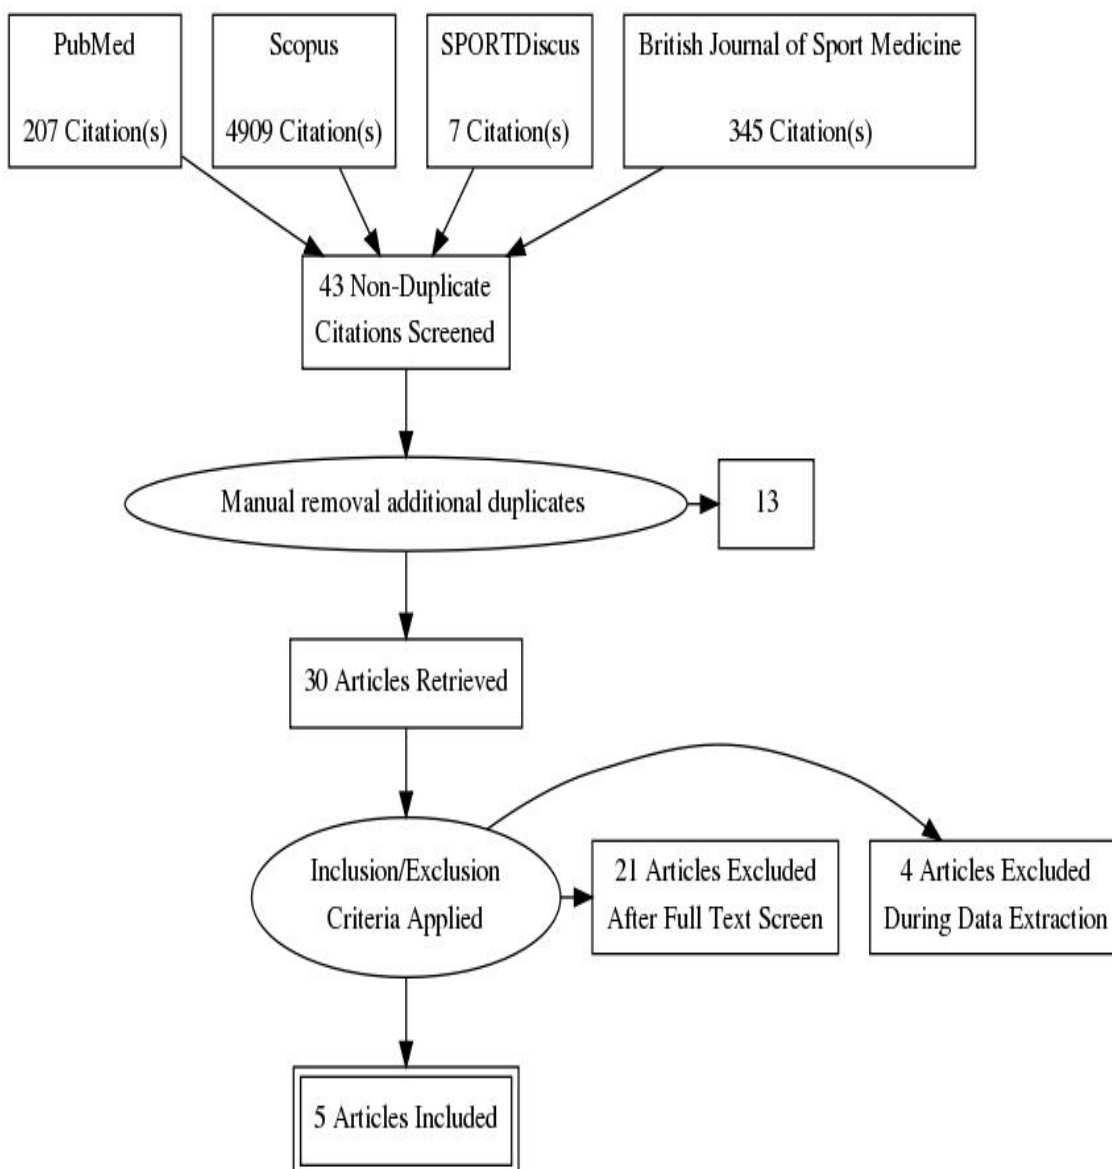 PubMed
207 Citation(s)
Scopus
4909 Citation(s)
SPORTDiscus
7 Citation(s)
British Journal of Sport Medicine
345 Citation(s)
43 Non-Duplicate
Citations Screened
Manual removal additional duplicates
13
30 Articles Retrieved
Inclusion/Exclusion
Criteria Applied
21 Articles Excluded
After Full Text Screen
4 Articles Excluded
During Data Extraction
5 Articles Included